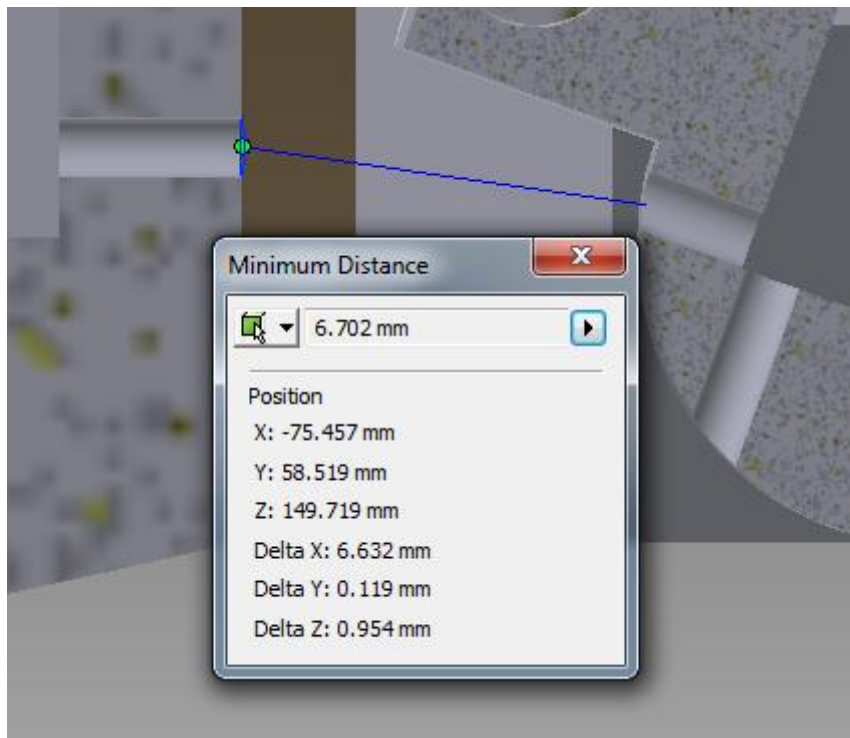 Minimum Distance
6.702 mm
Position
X: -75.457 mm
Y: 58.519 mm
Z: 149.719 mm
Delta X: 6.632 mm
Delta Y: 0.119 mm
Delta Z: 0.954 mm